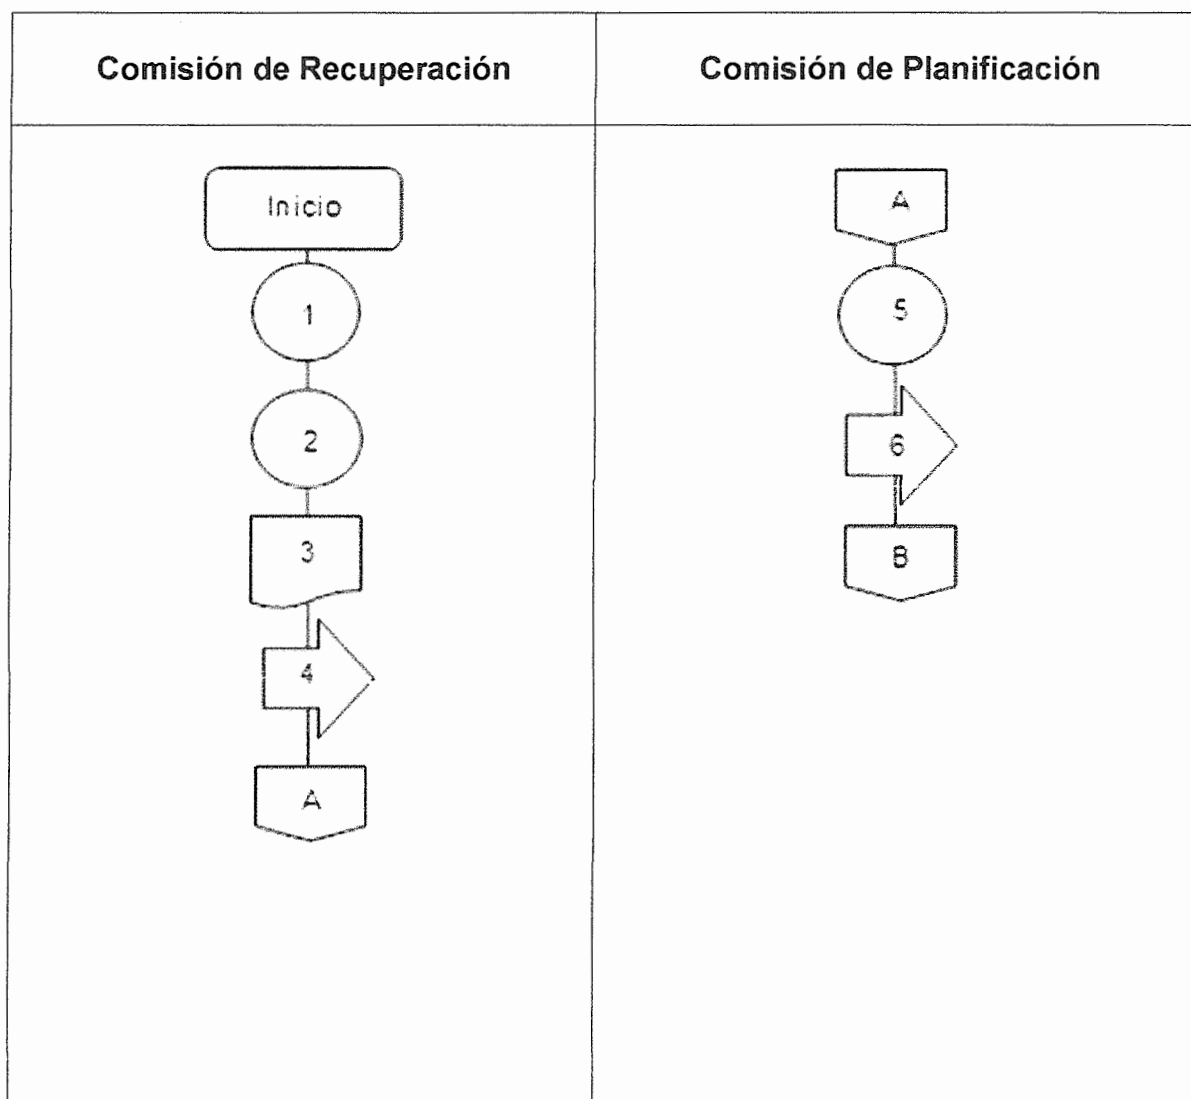 Comisión de Recuperación
Comisión de Planificación
Inicio
1
2
3
4
A
A
5
6
B